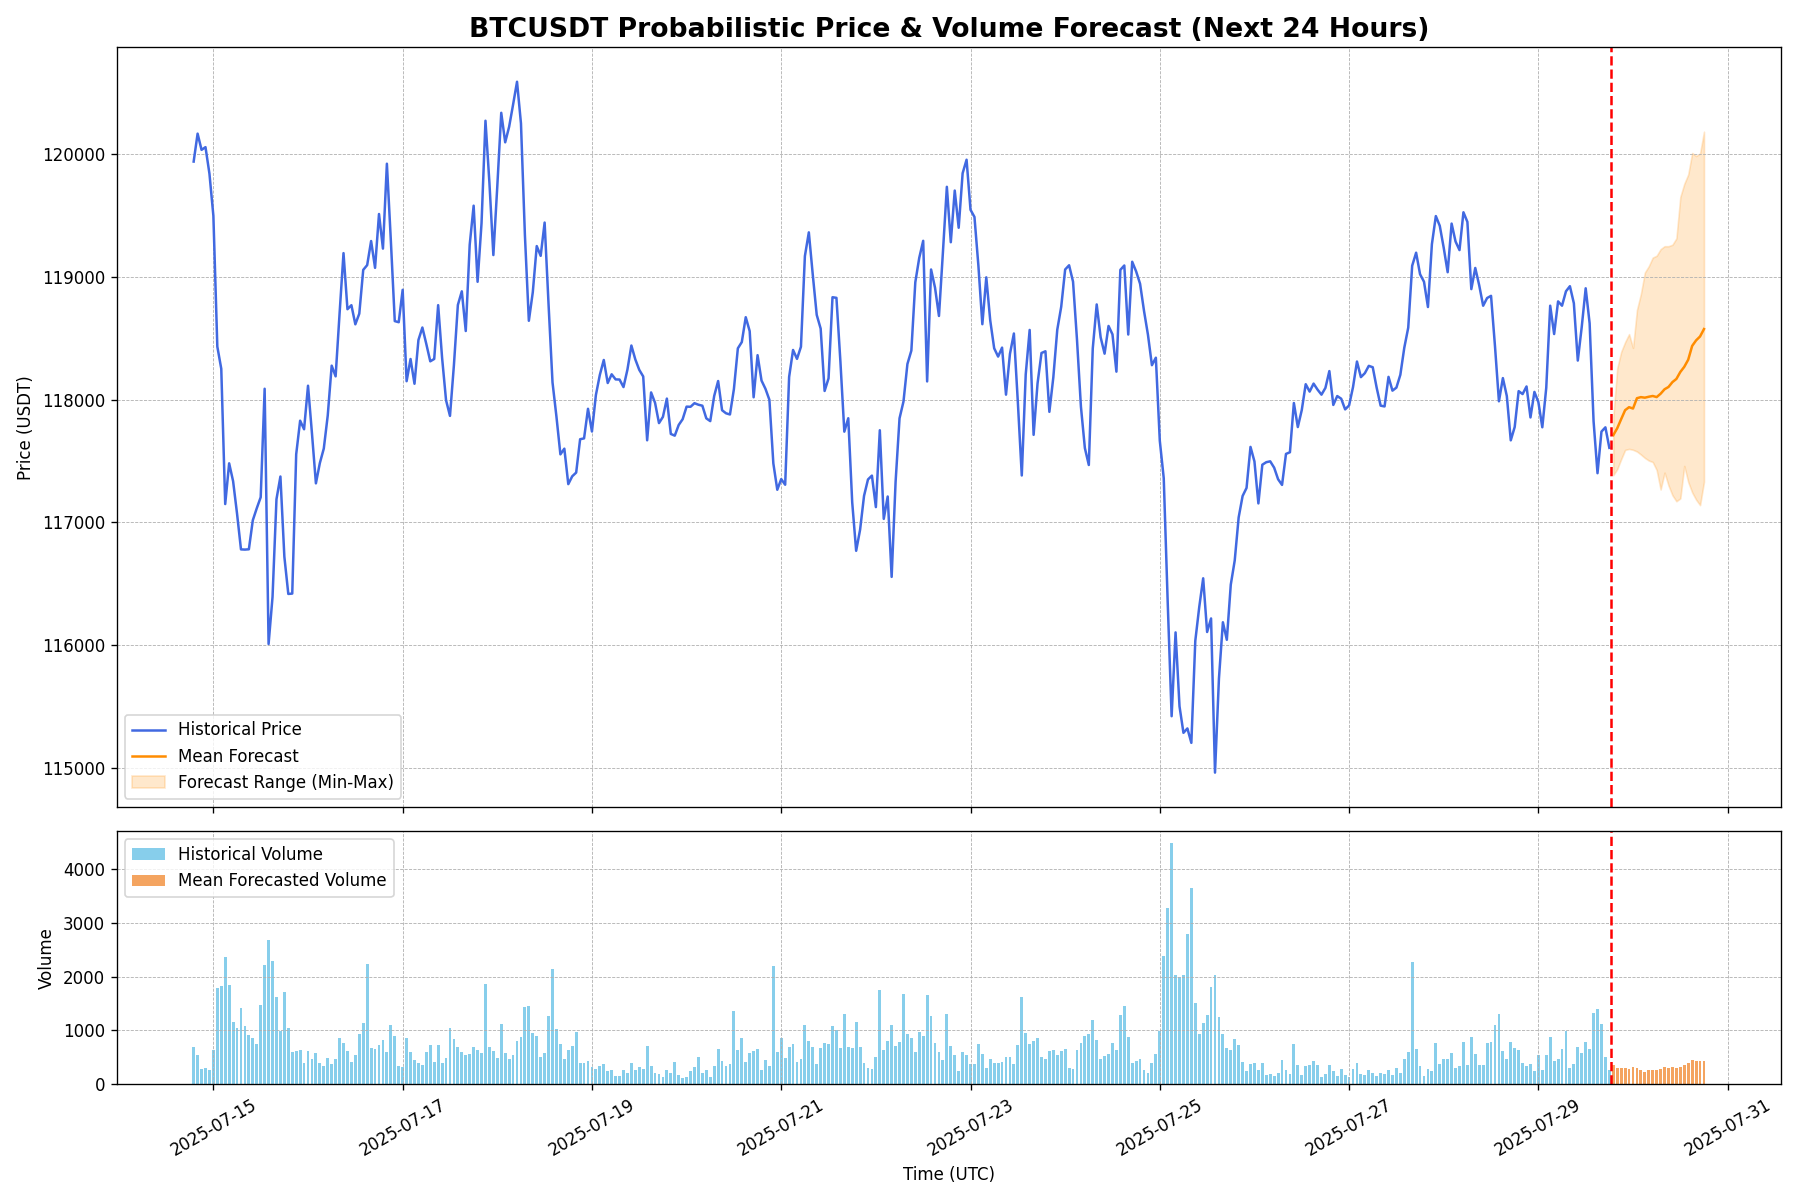 BTCUSDT Probabilistic Price & Volume Forecast (Next 24 Hours)
Price (USDT)
120000
119000
118000
117000
116000
115000
Historical Price
Mean Forecast
Forecast Range (Min-Max)
Volume
4000
3000
2000
1000
0
Historical Volume
Mean Forecasted Volume
2025-07-15
2025-07-17
2025-07-19
2025-07-21
2025-07-23
2025-07-25
2025-07-27
2025-07-29
2025-07-31
Time (UTC)